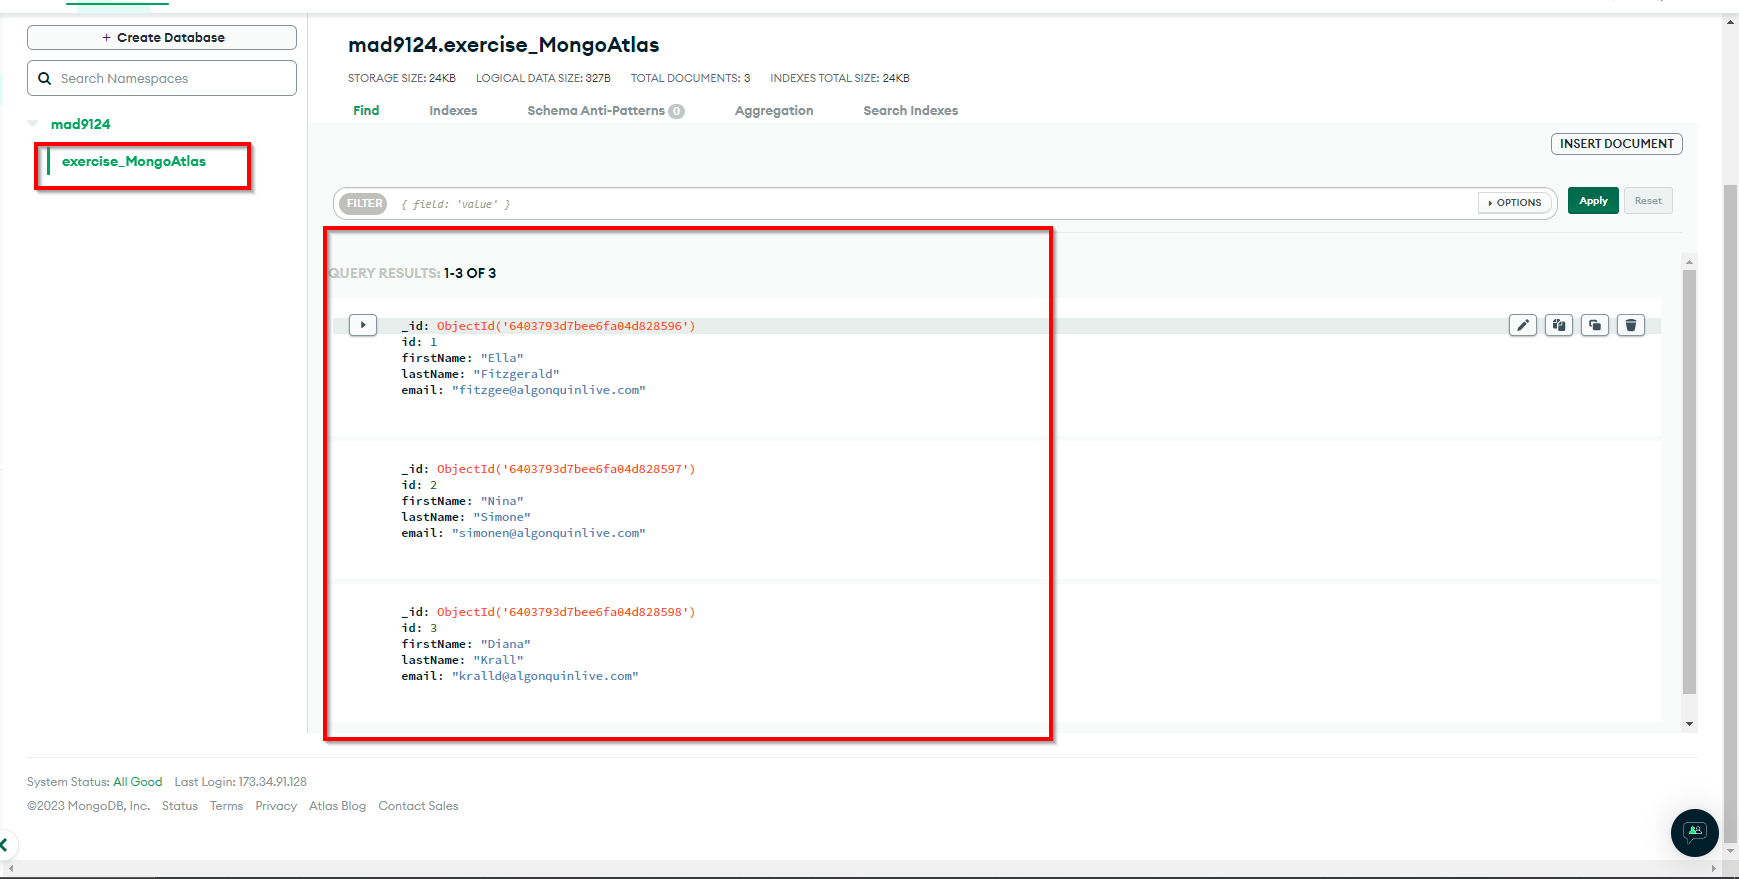 + Create Database
Search Namespaces
mad9124
exercise_MongoAtlas
mad9124.exercise_MongoAtlas
STORAGE SIZE: 24KB LOGICAL DATA SIZE: 327B TOTAL DOCUMENTS: 3 INDEXES TOTAL SIZE: 24KB
Find Indexes Schema Anti-Patterns 0 Aggregation Search Indexes
INSERT DOCUMENT
FILTER { field: 'value' } OPTIONS Apply Reset
QUERY RESULTS: 1-3 OF 3
_id: ObjectId('6403793d7bee6fa04d828596')
id: 1
firstName: "Ella"
lastName: "Fitzgerald"
email: "fitzgee@algonquinlive.com"
_id: ObjectId('6403793d7bee6fa04d828597')
id: 2
firstName: "Nina"
lastName: "Simone"
email: "simonen@algonquinlive.com"
_id: ObjectId('6403793d7bee6fa04d828598')
id: 3
firstName: "Diana"
lastName: "Krall"
email: "kralld@algonquinlive.com"
System Status: All Good Last Login: 173.34.91.128
©2023 MongoDB, Inc. Status Terms Privacy Atlas Blog Contact Sales